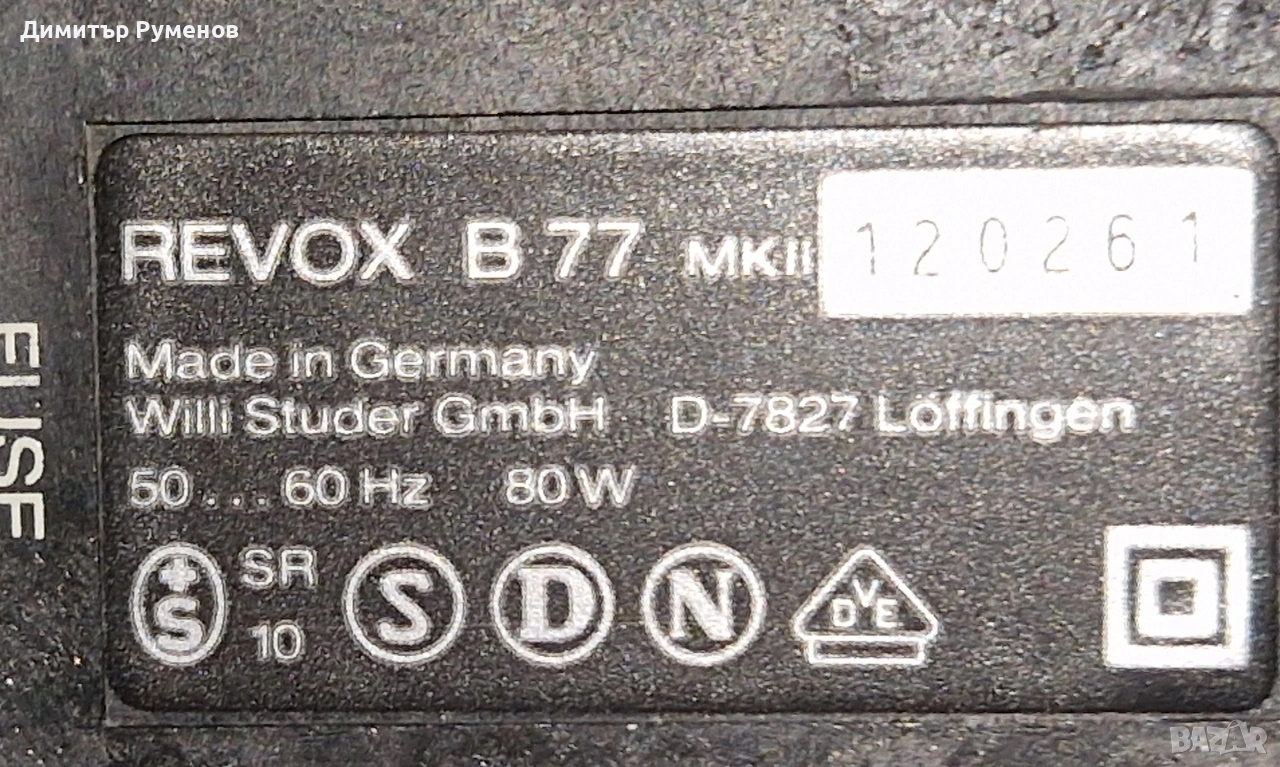 Димитър Руменов
REVOX B 77 MKII 120261
Made in Germany
Willi Studer GmbH D-7827 Löffingen
50...60 Hz 80 W
+S SR 10 S D N DVE
FUSE
BAZAR